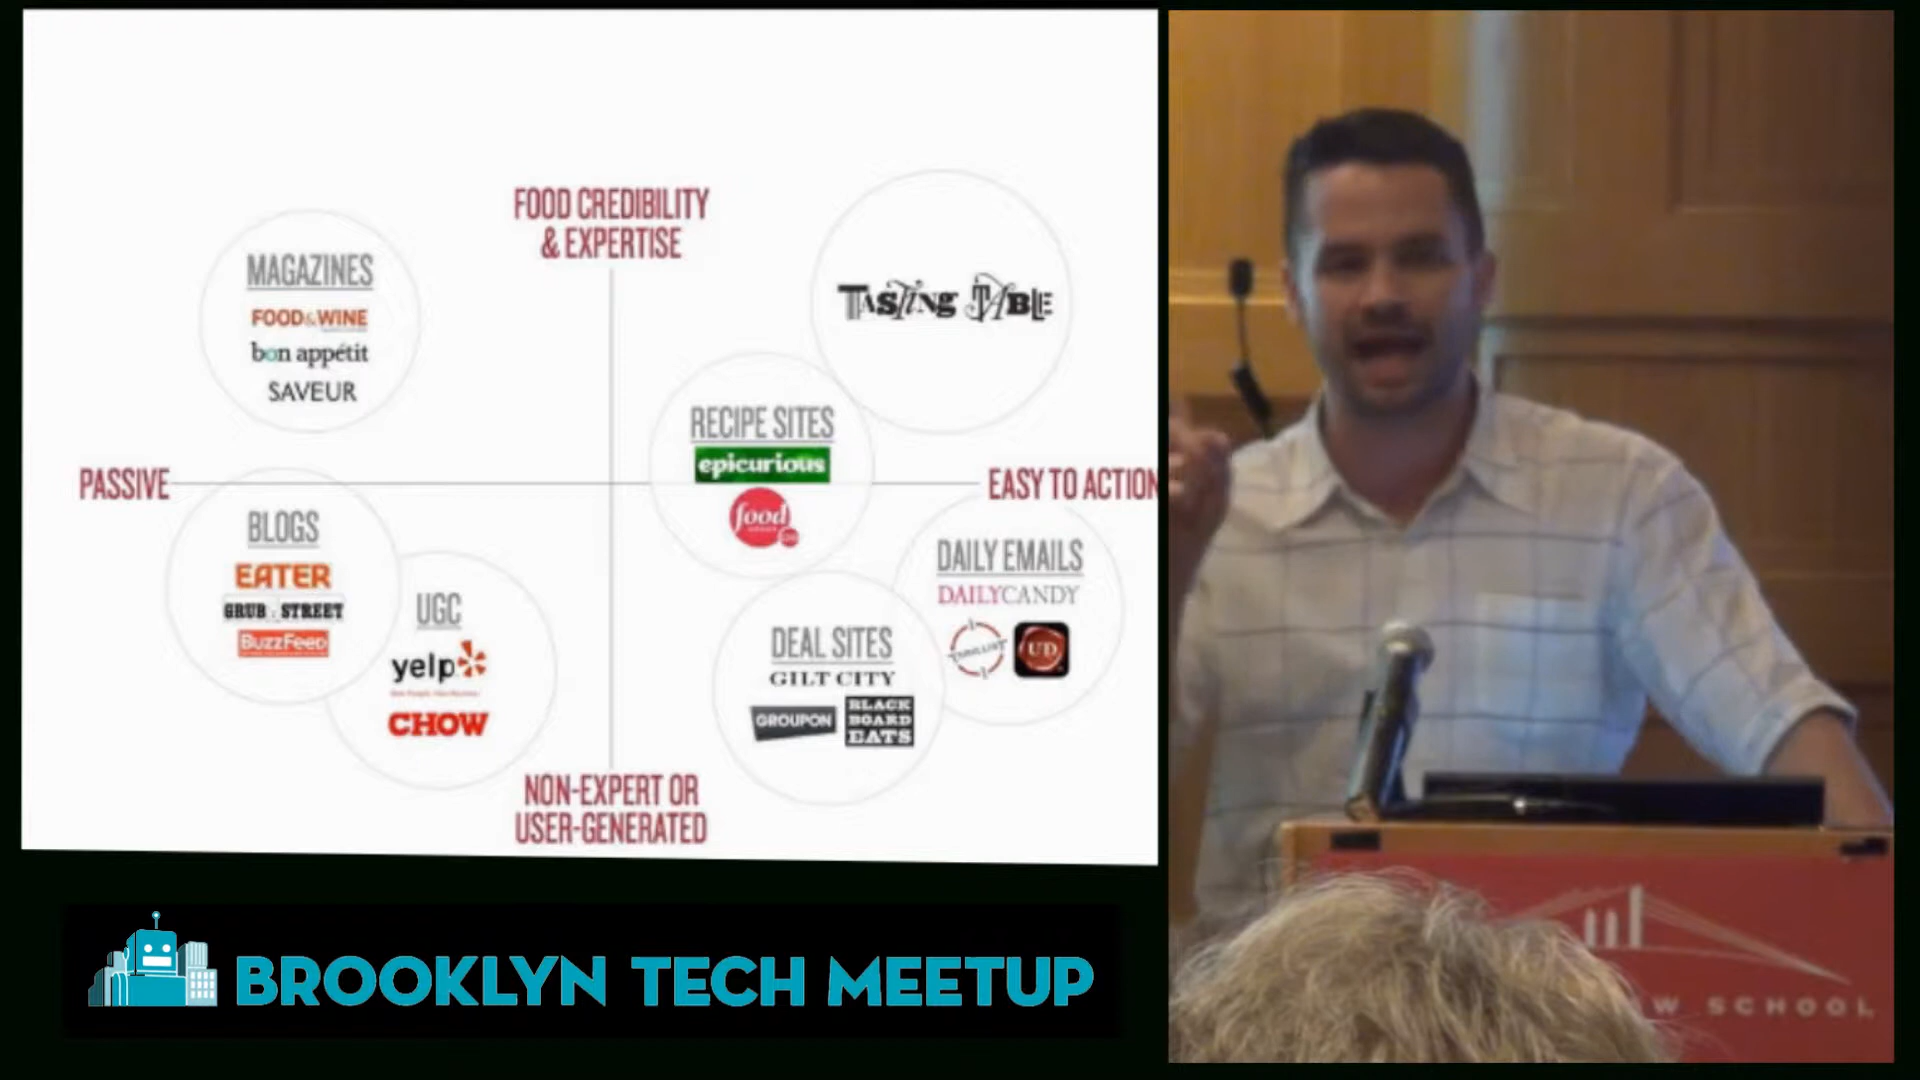 FOOD CREDIBILITY
& EXPERTISE
MAGAZINES
FOOD&WINE
bon appétit
SAVEUR
TASTING TABLE
RECIPE SITES
epicurious
food
PASSIVE
EASY TO ACTION
BLOGS
EATER
GRUB STREET
BuzzFeed
UGC
yelp
CHOW
DAILY EMAILS
DAILYCANDY
THRILLIST
UD
DEAL SITES
GILT CITY
GROUPON
BLACK
BOARD
EATS
NON-EXPERT OR
USER-GENERATED
BROOKLYN TECH MEETUP
W SCHOOL